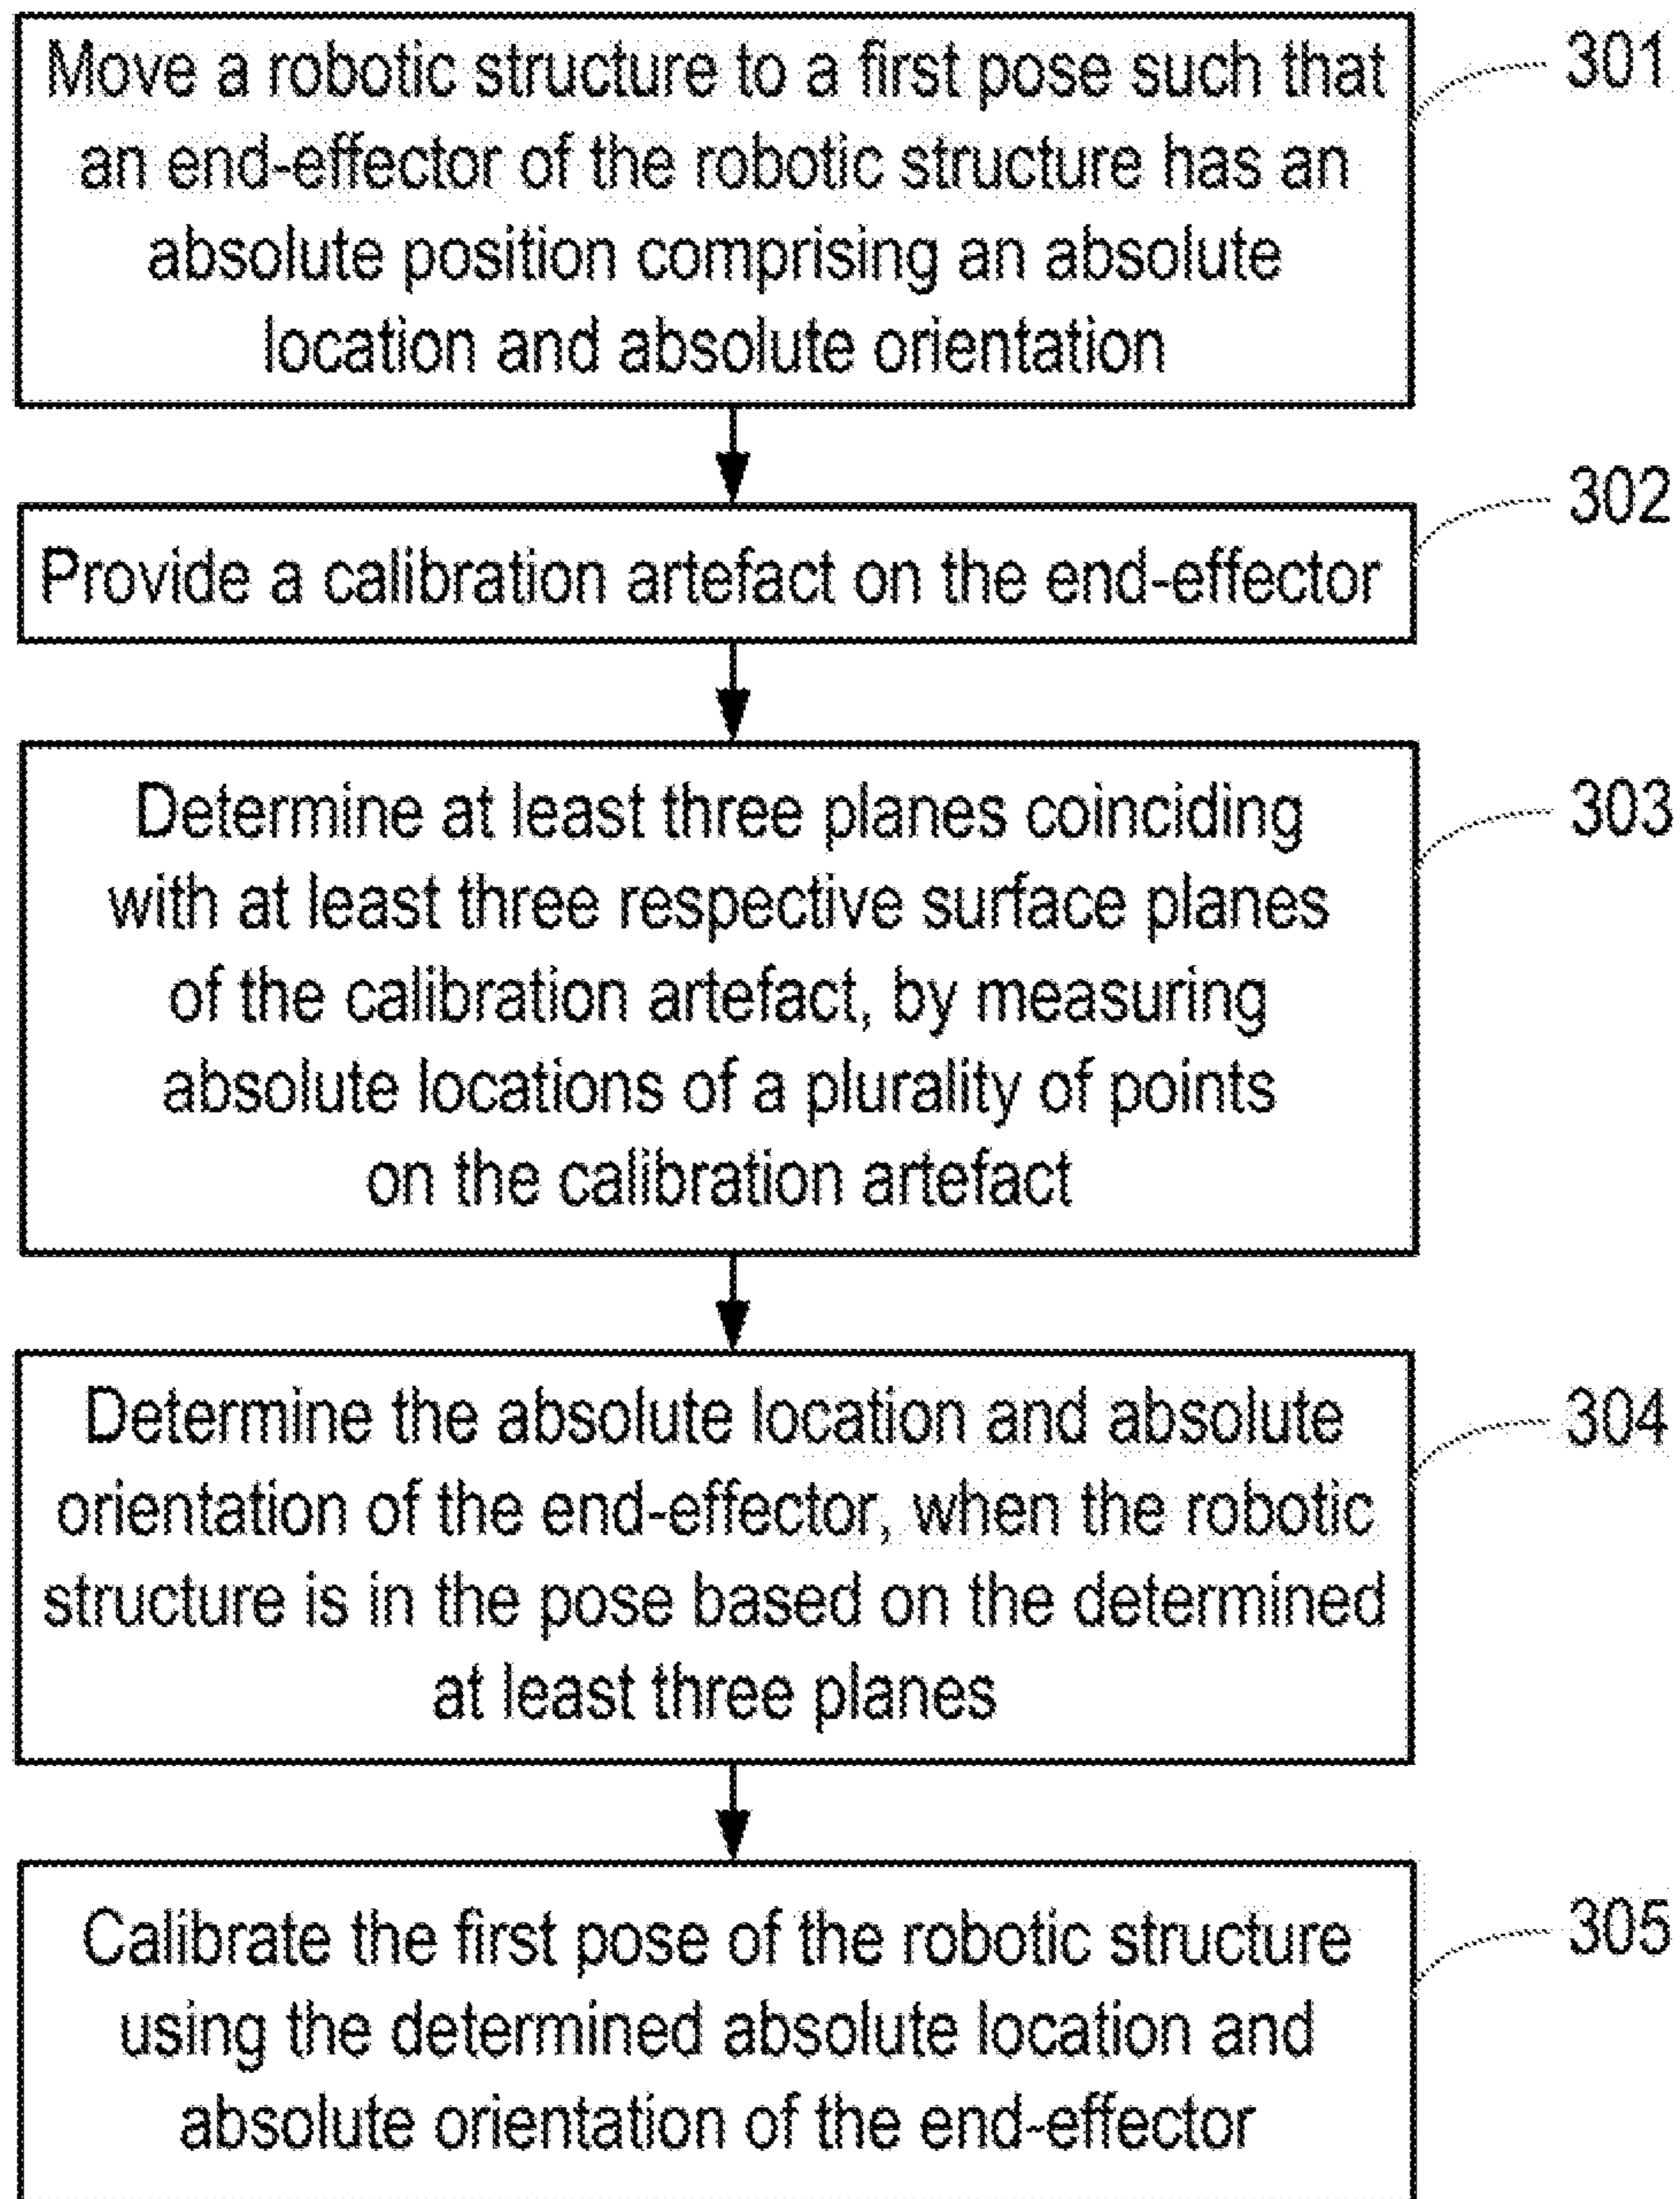 Move a robotic structure to a first pose such that
an end-effector of the robotic structure has an
absolute position comprising an absolute
location and absolute orientation
301
Provide a calibration artefact on the end-effector
302
Determine at least three planes coinciding
with at least three respective surface planes
of the calibration artefact, by measuring
absolute locations of a plurality of points
on the calibration artefact
303
Determine the absolute location and absolute
orientation of the end-effector, when the robotic
structure is in the pose based on the determined
at least three planes
304
Calibrate the first pose of the robotic structure
using the determined absolute location and
absolute orientation of the end-effector
305